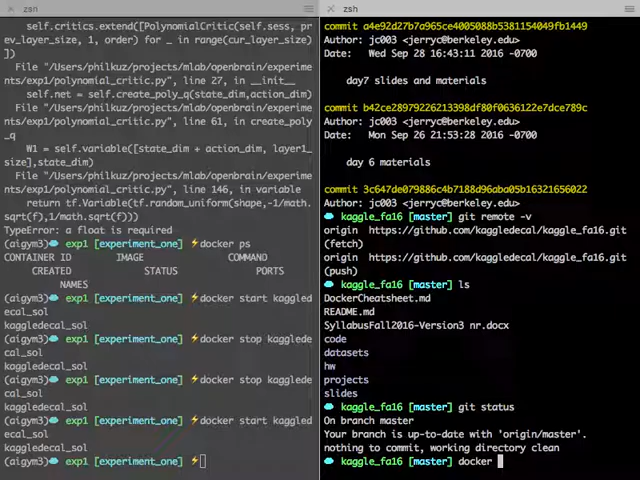 zsn
self.critics.extend([PolynomialCritic(self.sess, pr
ev_layer_size, 1, order) for _ in range(cur_layer_size)
])
File "/Users/philkuz/projects/mlab/openbrain/experime
nts/exp1/polynomial_critic.py", line 27, in __init__
self.net = self.create_poly_q(state_dim,action_dim)
File "/Users/philkuz/projects/mlab/openbrain/experime
nts/exp1/polynomial_critic.py", line 61, in create_poly
_q
W1 = self.variable([state_dim + action_dim, layer1_
size],state_dim)
File "/Users/philkuz/projects/mlab/openbrain/experime
nts/exp1/polynomial_critic.py", line 146, in variable
return tf.Variable(tf.random_uniform(shape,-1/math.
sqrt(f),1/math.sqrt(f)))
TypeError: a float is required
(aigym3) exp1 [experiment_one] ⚡docker ps
CONTAINER ID IMAGE COMMAND
CREATED STATUS PORTS
NAMES
(aigym3) exp1 [experiment_one] ⚡docker start kaggled
ecal_sol
kaggledecal_sol
(aigym3) exp1 [experiment_one] ⚡docker stop kagglede
cal_sol
kaggledecal_sol
(aigym3) exp1 [experiment_one] ⚡docker stop kagglede
cal_sol
kaggledecal_sol
(aigym3) exp1 [experiment_one] ⚡docker start kaggled
ecal_sol
kaggledecal_sol
(aigym3) exp1 [experiment_one] ⚡
zsh
commit a4e92d27b7a965ce4005088b5381154049fb1449
Author: jc003 <jerryc@berkeley.edu>
Date: Wed Sep 28 16:43:11 2016 -0700
day7 slides and materials
commit b42ce28979226213398df80f0636122e7dce789c
Author: jc003 <jerryc@berkeley.edu>
Date: Mon Sep 26 21:53:28 2016 -0700
day 6 materials
commit 3c647de079886c4b7188d96aba05b16321656022
Author: jc003 <jerryc@berkeley.edu>
kaggle_fa16 [master] git remote -v
origin https://github.com/kaggledecal/kaggle_fa16.git
(fetch)
origin https://github.com/kaggledecal/kaggle_fa16.git
(push)
kaggle_fa16 [master] ls
DockerCheatsheet.md
README.md
SyllabusFall2016-Version3 nr.docx
code
datasets
hw
projects
slides
kaggle_fa16 [master] git status
On branch master
Your branch is up-to-date with 'origin/master'.
nothing to commit, working directory clean
kaggle_fa16 [master] docker